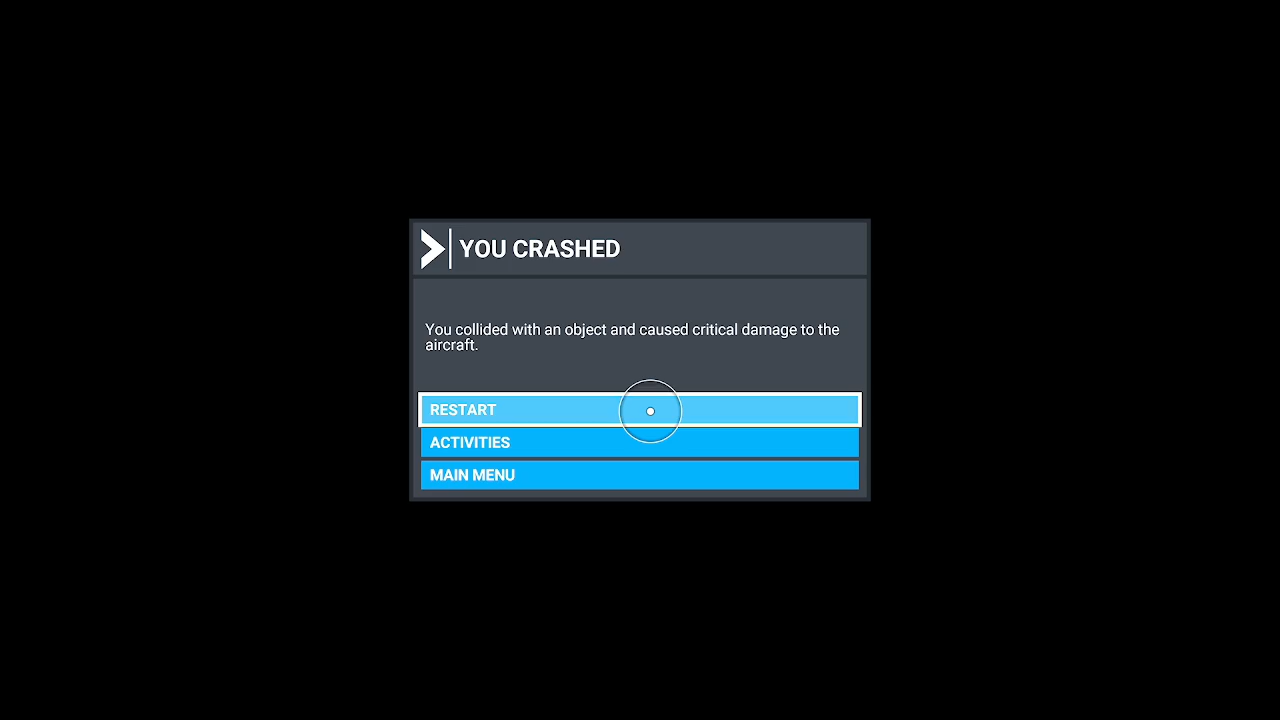 YOU CRASHED
You collided with an object and caused critical damage to the
aircraft.
RESTART
ACTIVITIES
MAIN MENU